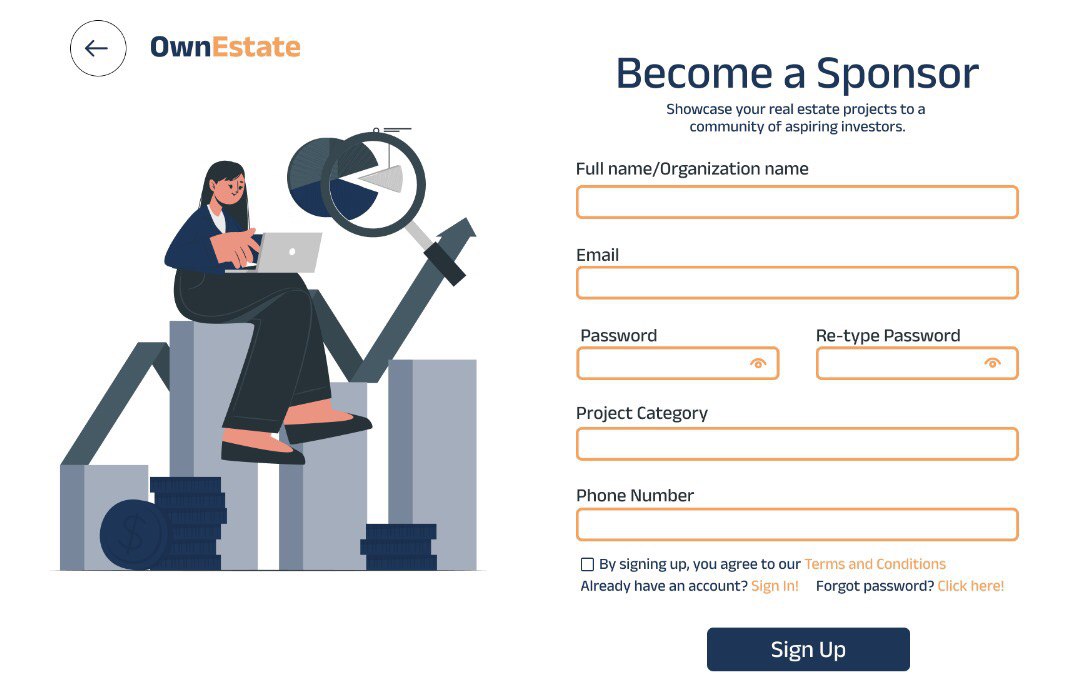 OwnEstate
Become a Sponsor
Showcase your real estate projects to a
community of aspiring investors.
Full name/Organization name
Email
Password
Re-type Password
Project Category
Phone Number
By signing up, you agree to our Terms and Conditions
Already have an account? Sign In! Forgot password? Click here!
Sign Up